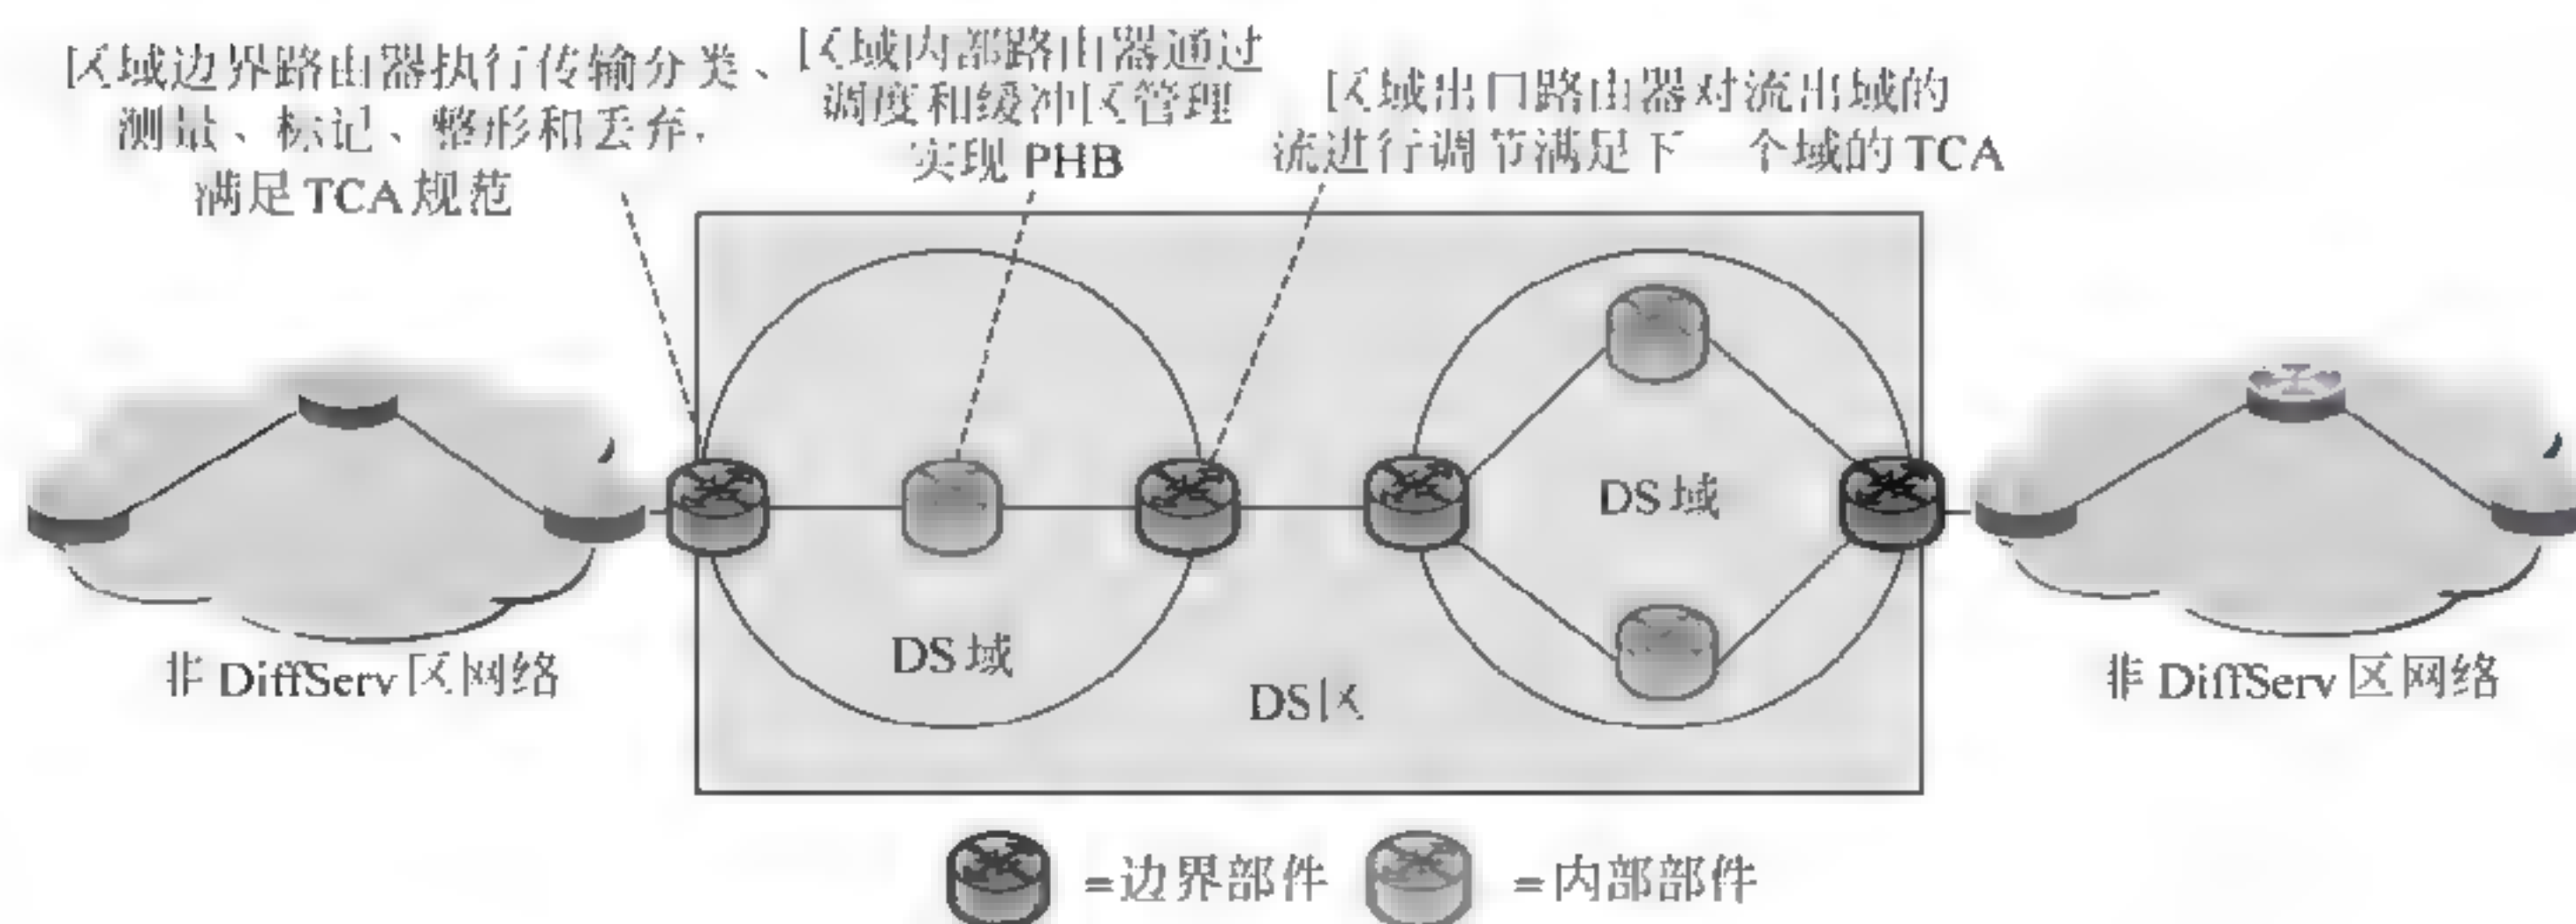 区域边界路由器执行传输分类、
测量、标记、整形和丢弃,
满足TCA规范
区域内部路由器通过
调度和缓冲区管理
实现 PHB
区域出口路由器对流出域的
流进行调节满足下一个域的TCA
DS域
DS域
DS区
非 DiffServ区网络
非 DiffServ区网络
=边界部件
=内部部件